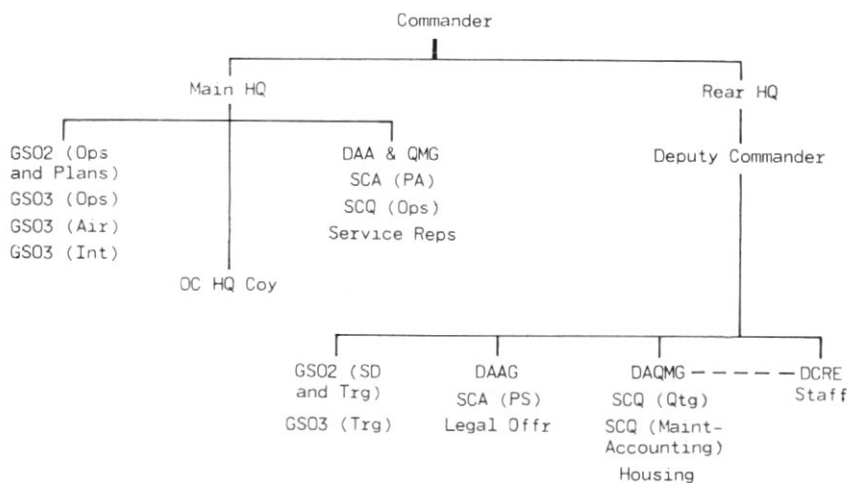 Commander
Main HQ
Rear HQ
GSO2 (Ops
and Plans)
GSO3 (Ops)
GSO3 (Air)
GSO3 (Int)
OC HQ Coy
DAA & QMG
SCA (PA)
SCQ (Ops)
Service Reps
Deputy Commander
GSO2 (SD
and Trg)
GSO3 (Trg)
DAAG
SCA (PS)
Legal Offr
DAQMG
SCQ (Qtg)
SCQ (Maint-
Accounting)
Housing
DCRE
Staff